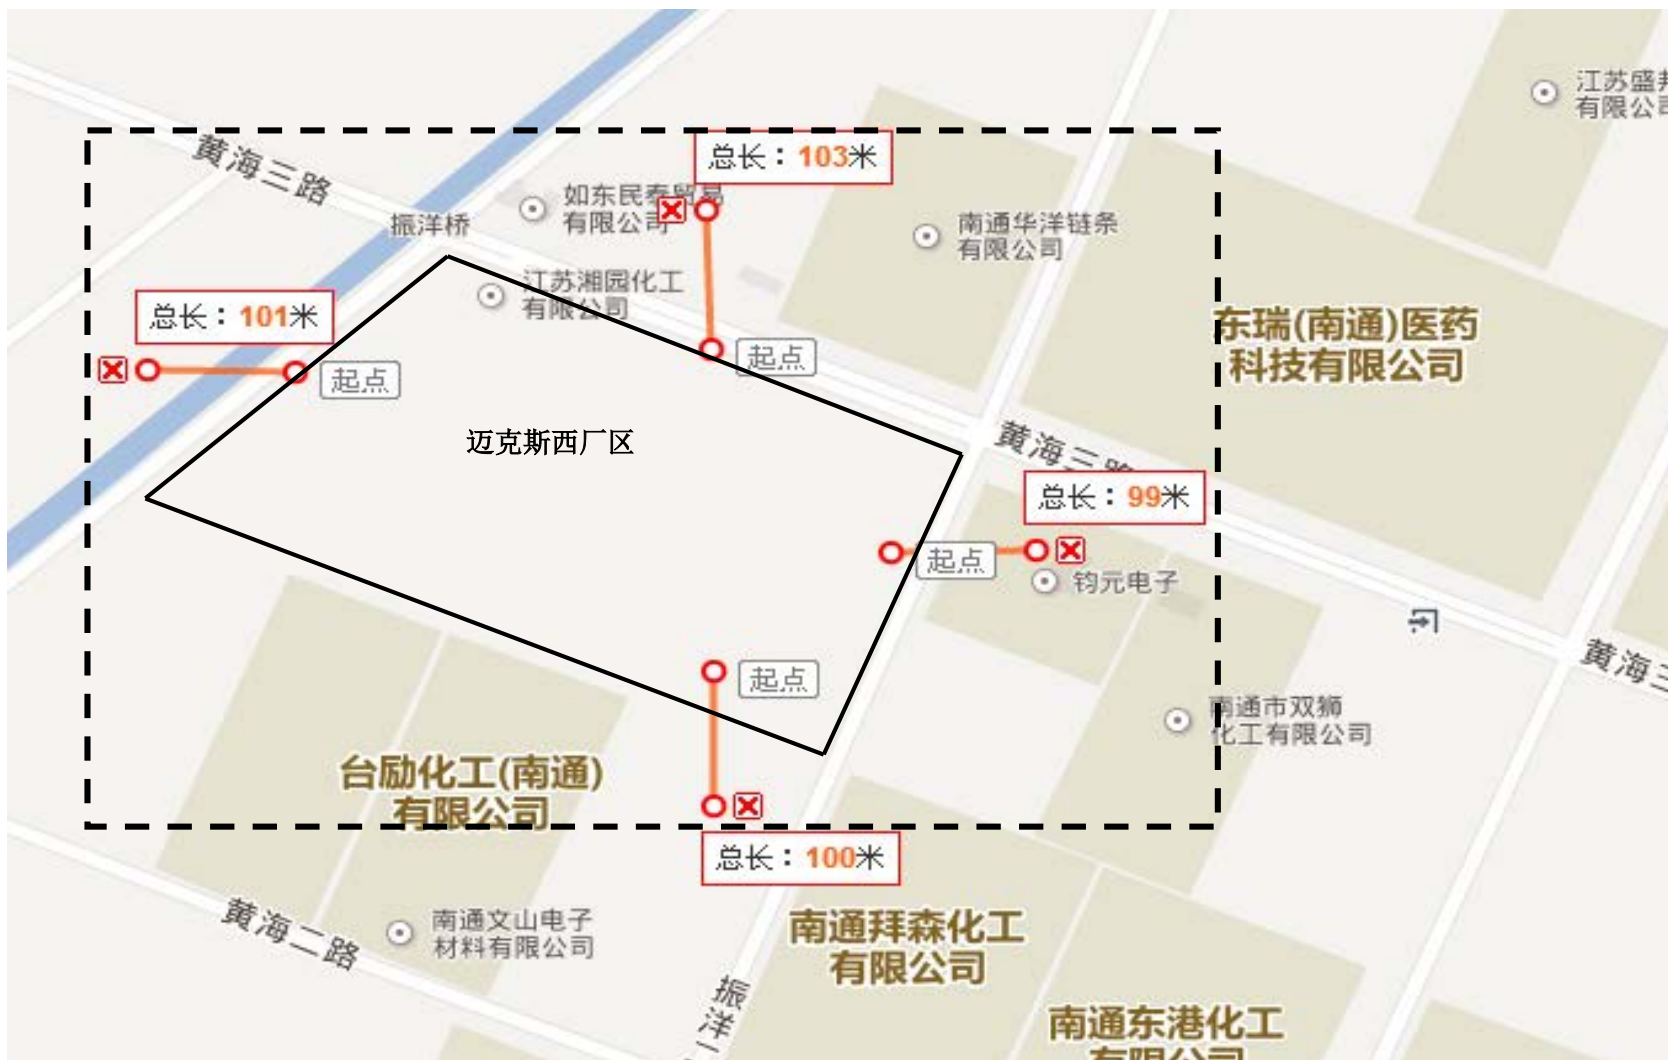 江苏盛邦
有限公司
黄海三路
总长：103米
如东民泰贸易
有限公司
振洋桥
南通华洋链条
有限公司
江苏湘园化工
有限公司
总长：101米
起点
起点
东瑞(南通)医药
科技有限公司
迈克斯西厂区
黄海三路
总长：99米
起点
钧元电子
黄海三
起点
南通市双狮
化工有限公司
台励化工(南通)
有限公司
总长：100米
黄海二路
南通文山电子
材料有限公司
南通拜森化工
有限公司
振洋
南通东港化工
有限公司